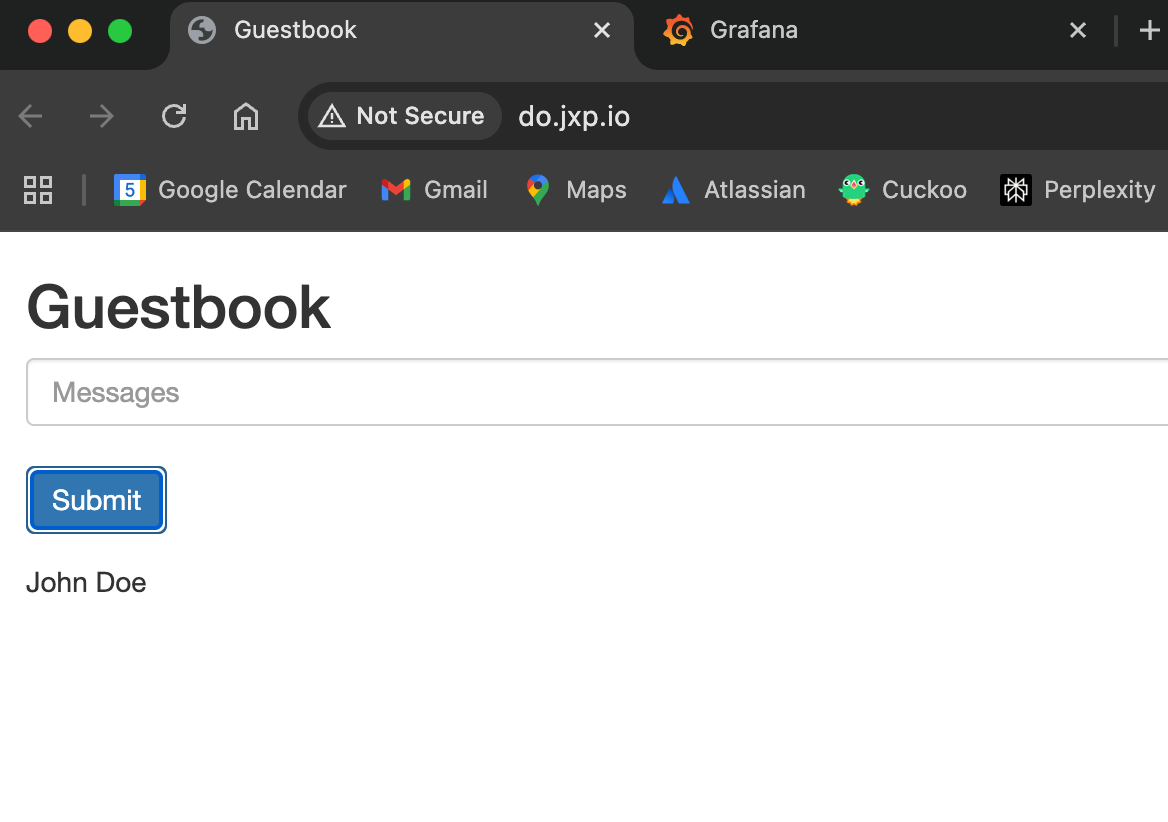 Guestbook
Grafana
Not Secure do.jxp.io
5 Google Calendar Gmail Maps Atlassian Cuckoo Perplexity
Guestbook
Messages
Submit
John Doe